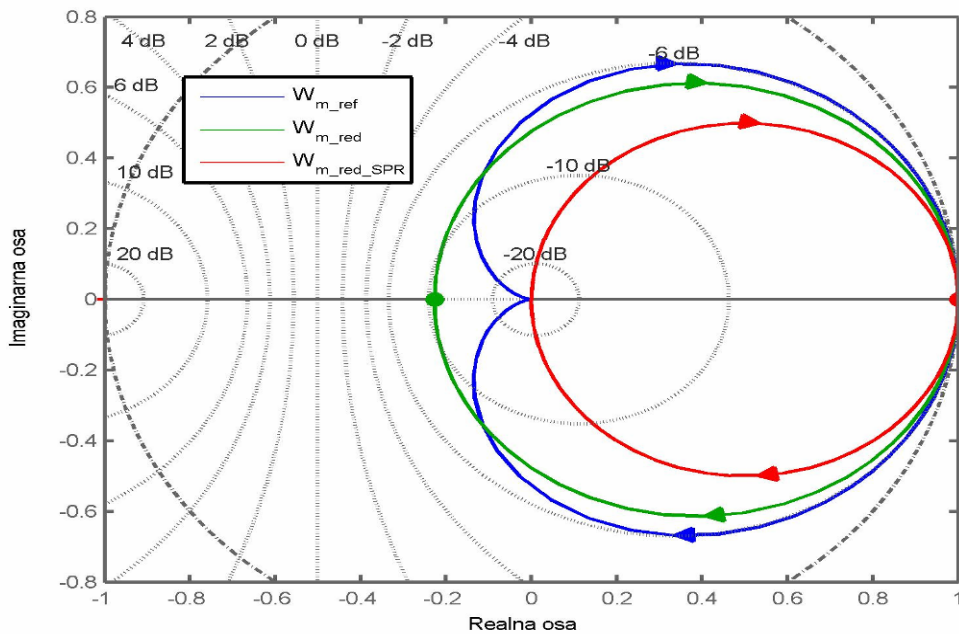 0.8
4 dB 2 dB 0 dB -2 dB -4 dB
-6 dB
0.6
-6 dB
W_m_ref
W_m_red
W_m_red_SPR
0.4
10 dB
-10 dB
0.2
20 dB
-20 dB
0
-0.2
-0.4
-0.6
-0.8
-1 -0.8 -0.6 -0.4 -0.2 0 0.2 0.4 0.6 0.8 1
Realna osa
Imaginarna osa